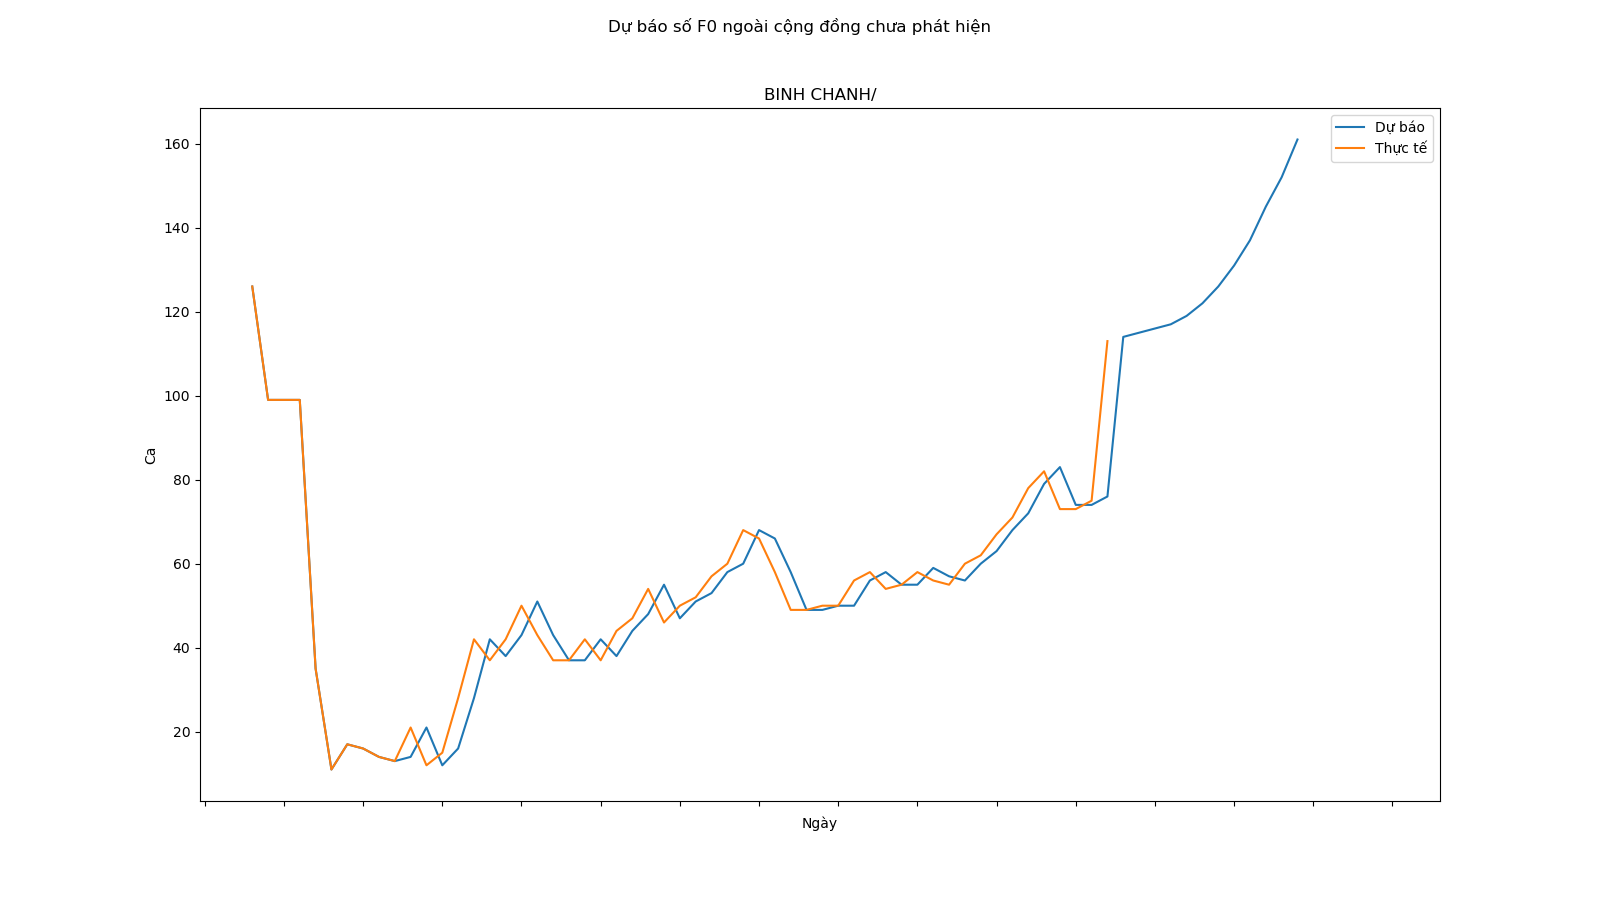 Dự báo số F0 ngoài cộng đồng chưa phát hiện
BINH CHANH/
Dự báo
Thực tế
160
140
120
100
80
60
40
20
Ca
Ngày